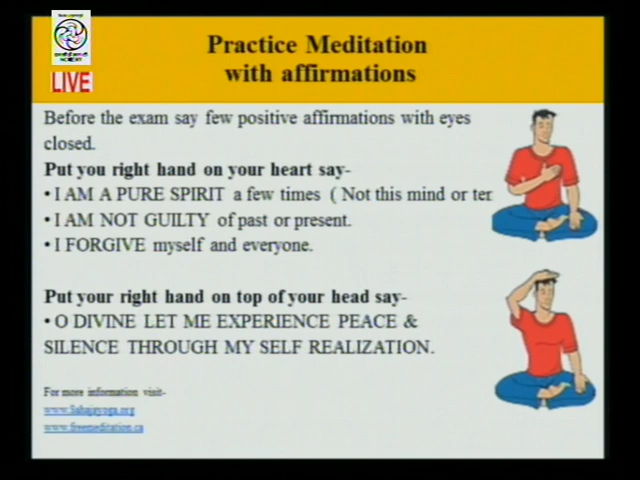 NCERT
LIVE
Practice Meditation
with affirmations
Before the exam say few positive affirmations with eyes
closed.
Put you right hand on your heart say-
• I AM A PURE SPIRIT a few times ( Not this mind or ter
• I AM NOT GUILTY of past or present.
• I FORGIVE myself and everyone.
Put your right hand on top of your head say-
• O DIVINE LET ME EXPERIENCE PEACE &
SILENCE THROUGH MY SELF REALIZATION.
For more information visit-
www.Sahajayoga.org
www.freemeditation.ca